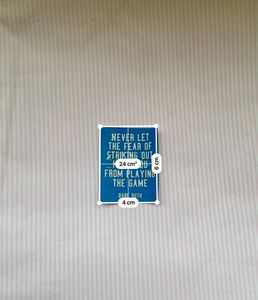 NEVER LET
THE FEAR OF
STRIKING OUT
24 cm²
6 cm
FROM PLAYING
THE GAME
BABE RUTH
4 cm